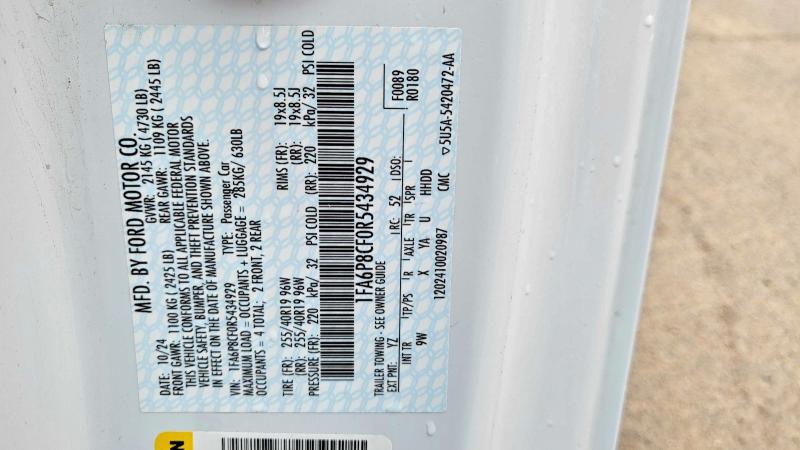 MFD. BY FORD MOTOR CO.
10/24 GVWR: 2145 KG ( 4730 LB)
FRONT GAWR: 1100 KG ( 2425 LB) REAR GAWR: 1109 KG ( 2445 LB)
THIS VEHICLE CONFORMS TO ALL APPLICABLE FEDERAL MOTOR
VEHICLE SAFETY, BUMPER, AND THEFT PREVENTION STANDARDS
IN EFFECT ON THE DATE OF MANUFACTURE SHOWN ABOVE.
VIN: 1FA6P8CF0R5434929 TYPE: Passenger Car
MAXIMUM LOAD = OCCUPANTS + LUGGAGE = 285KG/ 630LB
OCCUPANTS = 4 TOTAL; 2 FRONT, 2 REAR
TIRE (FR): 255/40R19 96W RIMS (FR): 19x8.5J
(RR): 255/40R19 96W (RR): 19x8.5J
PRESSURE (FR): 220 kPa/ 32 PSI COLD (RR): 220 kPa/ 32 PSI COLD
1FA6P8CF0R5434929
TRAILER TOWING - SEE OWNER GUIDE
F0089
R0180
EXT PNT: YZ RC: 52 DSO:
INT TR TP/PS R AXLE TR SPR
9W X YA U HHDD
1202410020987 CMC ▽5U5A-5420472-AA
N